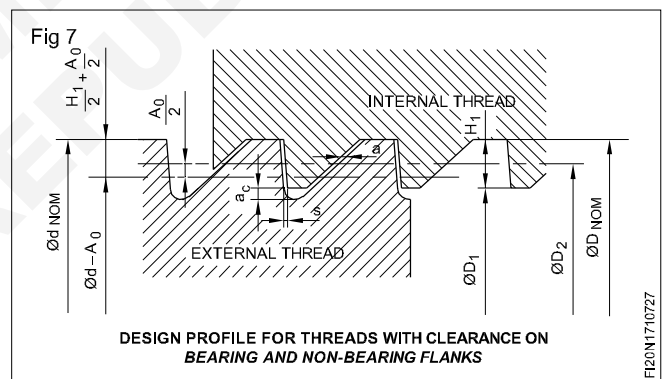 Fig 7
H1/2 + A0/2
A0/2
INTERNAL THREAD
H1
a
ac
s
EXTERNAL THREAD
Ød NOM
Ød – A0
ØD1
ØD2
ØD NOM
DESIGN PROFILE FOR THREADS WITH CLEARANCE ON
BEARING AND NON-BEARING FLANKS
FI20N1710727